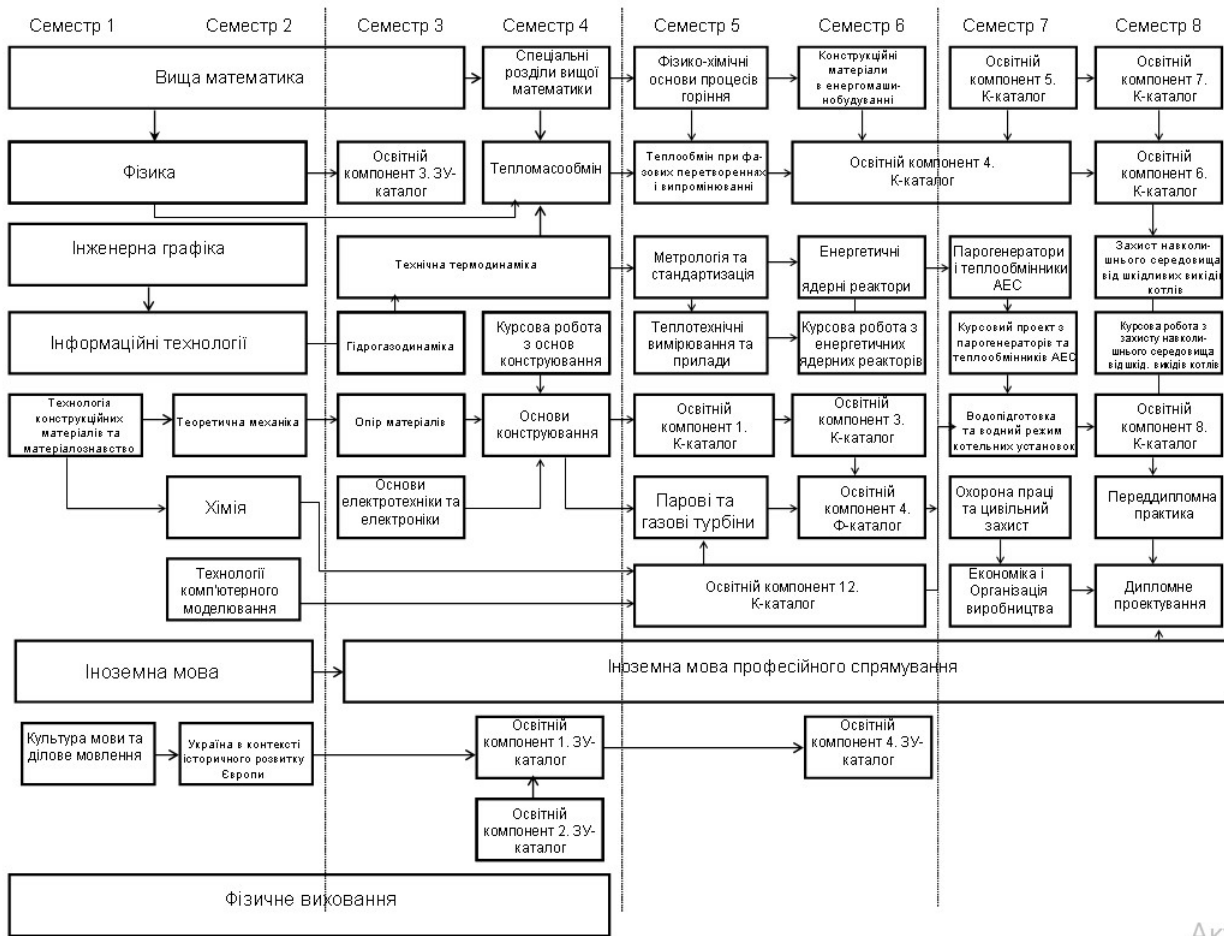 Семестр 1
Семестр 2
Семестр 3
Семестр 4
Семестр 5
Семестр 6
Семестр 7
Семестр 8
Вища математика
Спеціальні
розділи вищої
математики
Фізико-хімічні
основи процесів
горіння
Конструкційні
матеріали
в енергомаши-
нобудуванні
Освітній
компонент 5.
К-каталог
Освітній
компонент 7.
К-каталог
Фізика
Освітній
компонент 3. ЗУ-
каталог
Тепломасообмін
Теплообмін при фа-
зових перетвореннях
і випромінюванні
Освітній компонент 4.
К-каталог
Освітній
компонент 6.
К-каталог
Інженерна графіка
Технічна термодинаміка
Метрологія та
стандартизація
Енергетичні
ядерні реактори
Парогенератори
і теплообмінники
АЕС
Захист навколи-
шнього середовища
від шкідливих викідів
котлів
Інформаційні технології
Гідрогазодинаміка
Курсова робота
з основ
конструювання
Теплотехнічні
вимірювання та
прилади
Курсова робота з
енергетичних
ядерних реакторів
Курсовий проект з
парогенераторів та
теплообмінників АЕС
Курсова робота з
захисту навколи-
шнього середовища
від шкід. викідів котлів
Технологія
конструкційних
матеріалів та
матеріалознавство
Теоретична механіка
Опір матеріалів
Основи
конструювання
Освітній
компонент 1.
К-каталог
Освітній
компонент 3.
К-каталог
Водопідготовка
та водний режим
котельних установок
Освітній
компонент 8.
К-каталог
Хімія
Основи
електротехніки та
електроніки
Парові та
газові турбіни
Освітній
компонент 4.
Ф-каталог
Охорона праці
та цивільний
захист
Переддипломна
практика
Технології
комп'ютерного
моделювання
Освітній компонент 12.
К-каталог
Економіка і
Організація
виробництва
Дипломне
проектування
Іноземна мова
Іноземна мова професійного спрямування
Культура мови та
ділове мовлення
Україна в контексті
історичного розвитку
Європи
Освітній
компонент 1. ЗУ-
каталог
Освітній
компонент 4. ЗУ-
каталог
Освітній
компонент 2. ЗУ-
каталог
Фізичне виховання
Ак